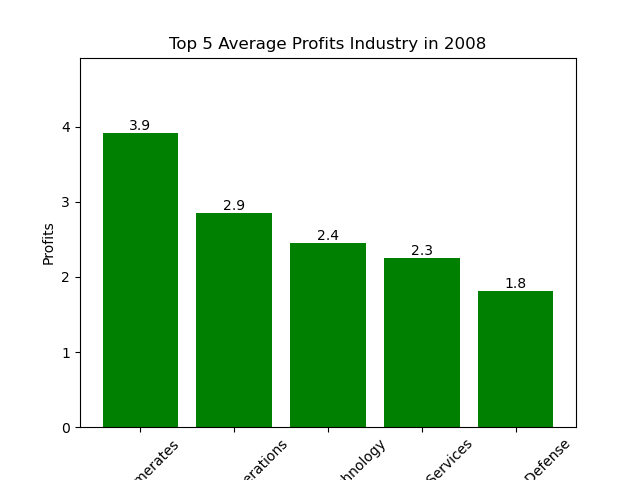 Top 5 Average Profits Industry in 2008
Profits
4
3
2
1
0
3.9
2.9
2.4
2.3
1.8
merates
erations
hnology
Services
Defense